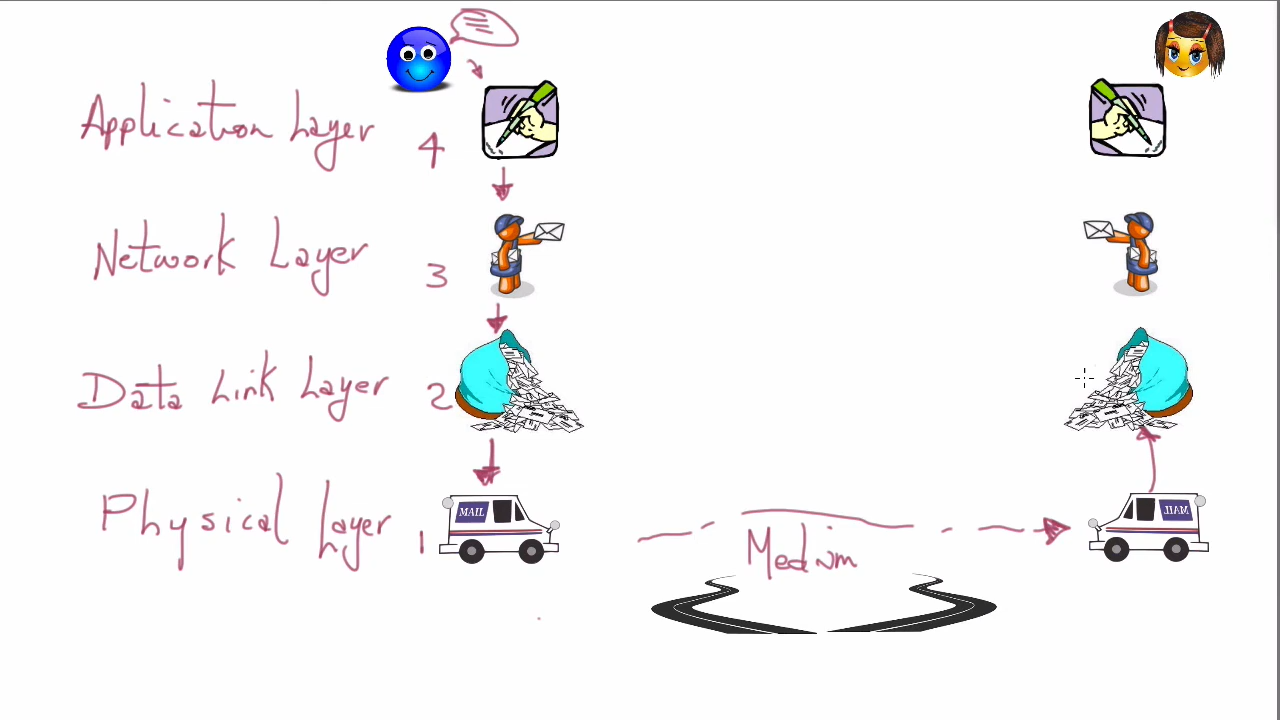 Application Layer 4
Network Layer 3
Data Link Layer 2
MAIL
MAIL
Physical Layer 1
Medium